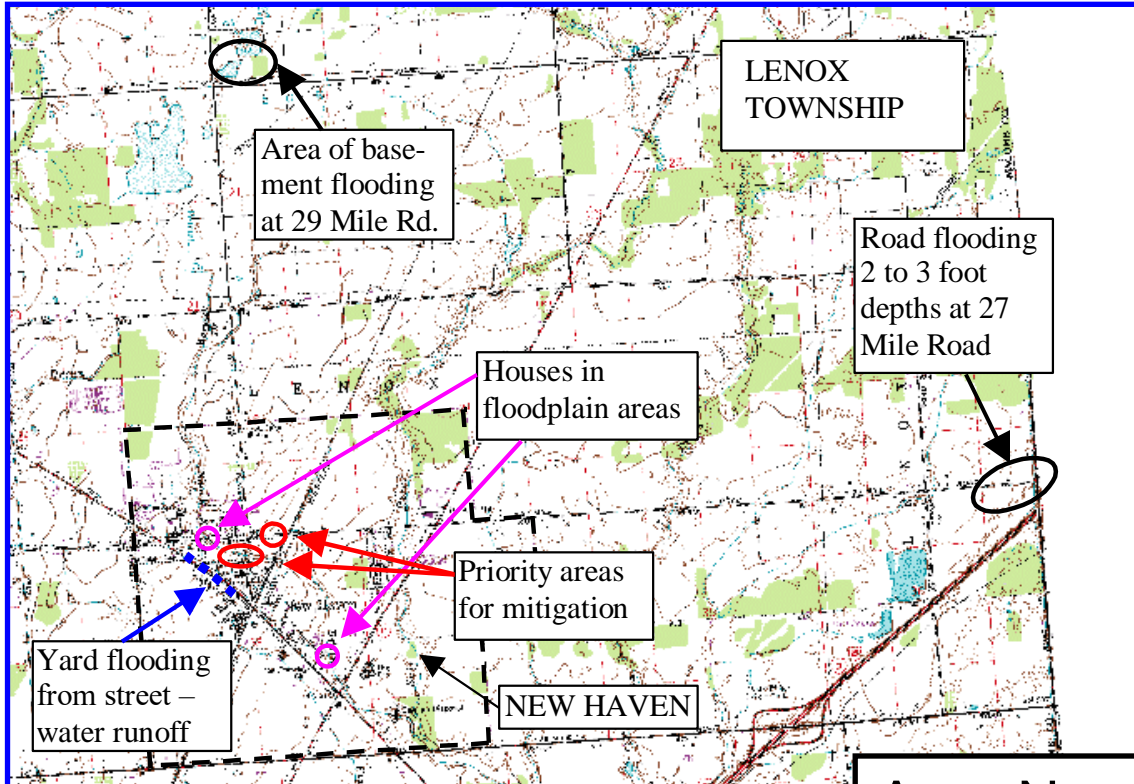 LENOX
TOWNSHIP
Area of base-
ment flooding
at 29 Mile Rd.
Road flooding
2 to 3 foot
depths at 27
Mile Road
Houses in
floodplain areas
L E N O X
Priority areas
for mitigation
Yard flooding
from street –
water runoff
NEW HAVEN